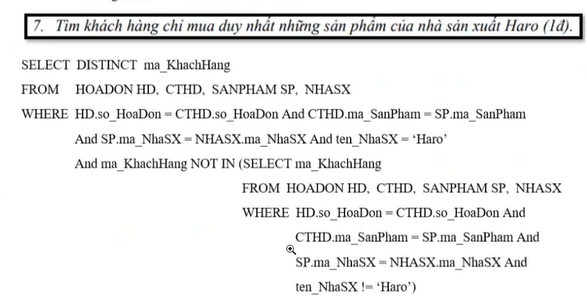 7. Tìm khách hàng chỉ mua duy nhất những sản phẩm của nhà sản xuất Haro (1đ).
SELECT DISTINCT ma_KhachHang
FROM HOADON HD, CTHD, SANPHAM SP, NHASX
WHERE HD.so_HoaDon = CTHD.so_HoaDon And CTHD.ma_SanPham = SP.ma_SanPham
And SP.ma_NhaSX = NHASX.ma_NhaSX And ten_NhaSX = ‘Haro’
And ma_KhachHang NOT IN (SELECT ma_KhachHang
FROM HOADON HD, CTHD, SANPHAM SP, NHASX
WHERE HD.so_HoaDon = CTHD.so_HoaDon And
CTHD.ma_SanPham = SP.ma_SanPham And
SP.ma_NhaSX = NHASX.ma_NhaSX And
ten_NhaSX != ‘Haro’)